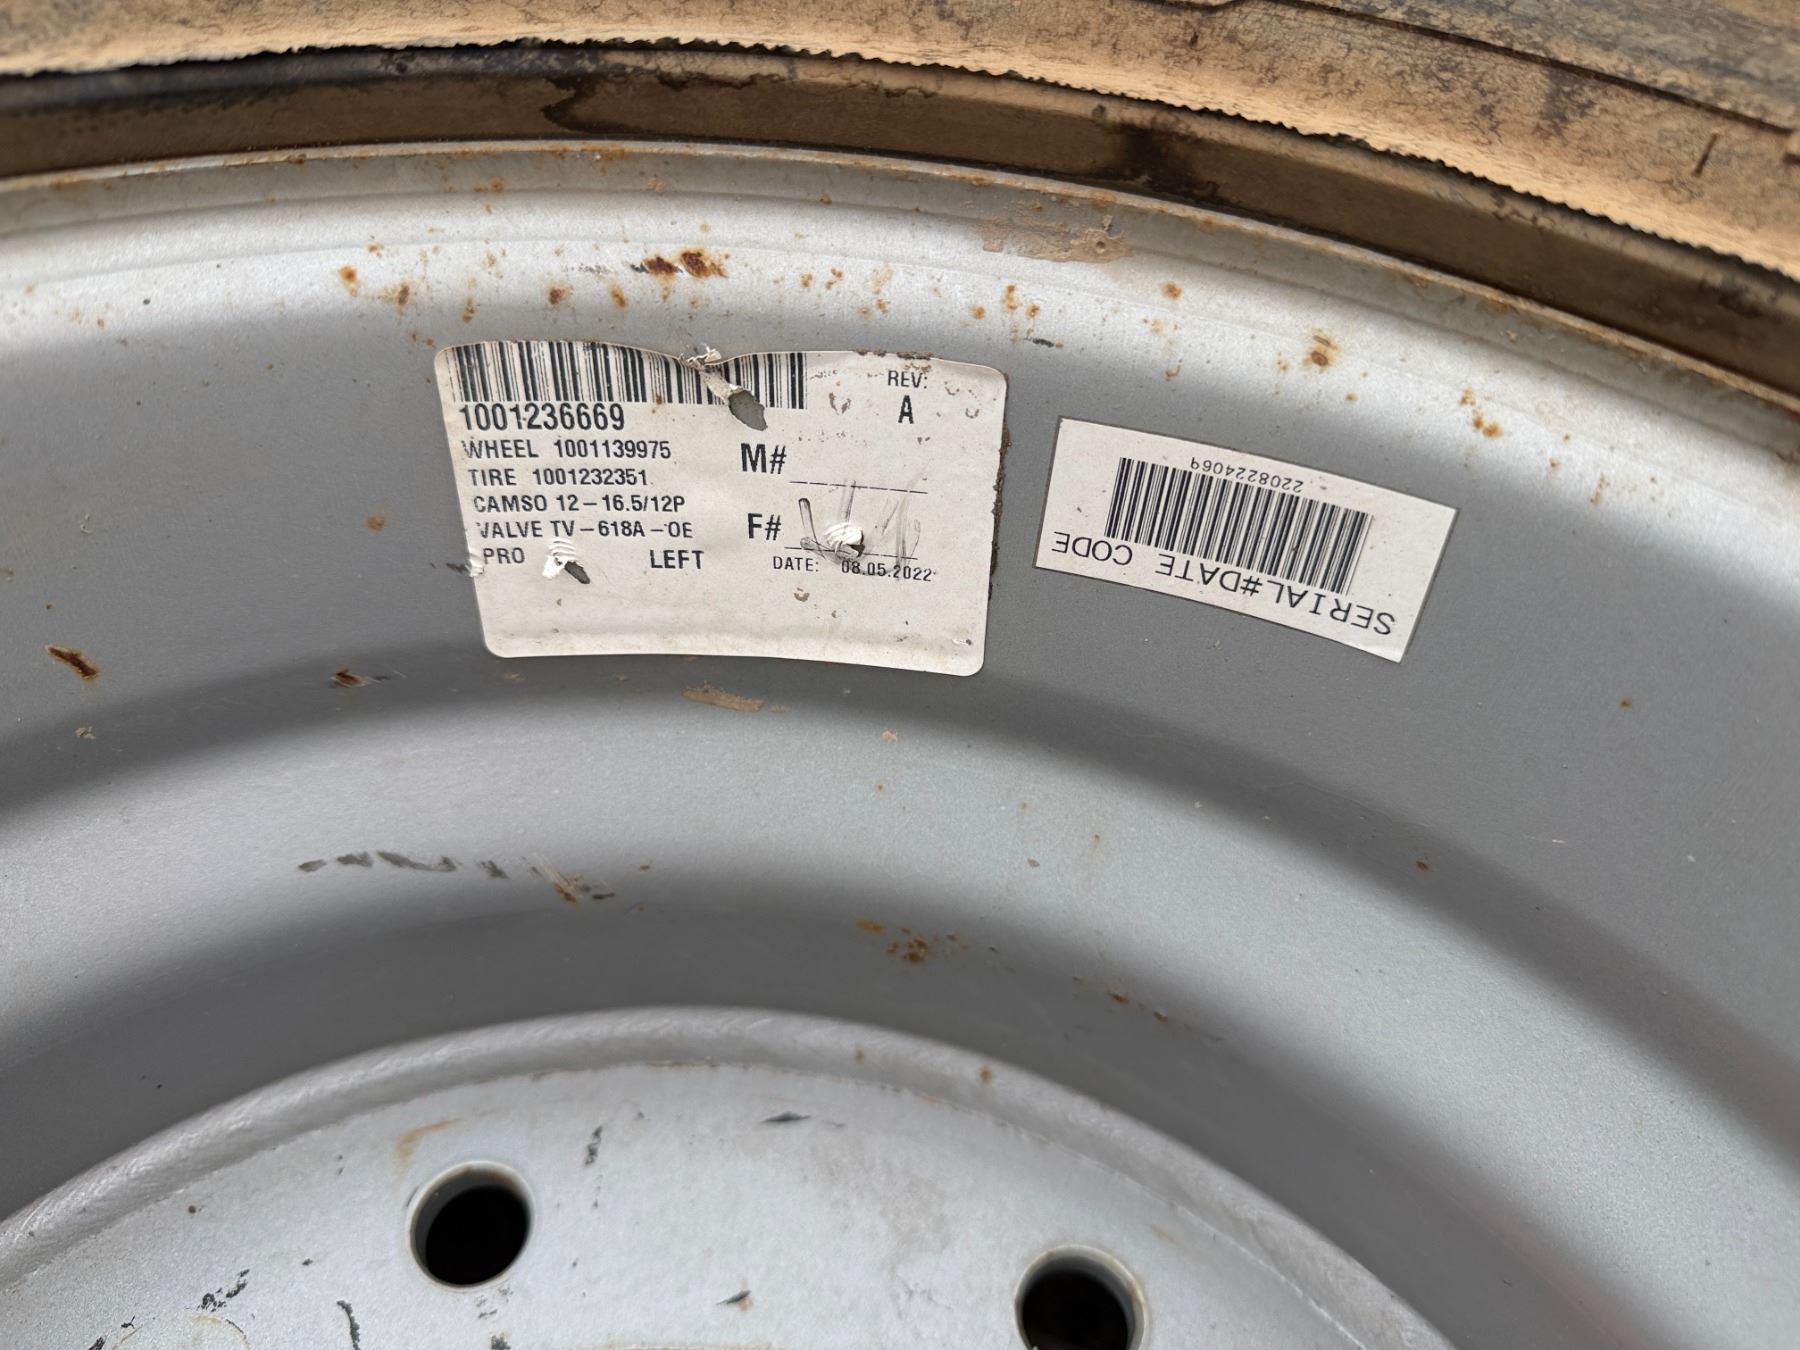 1001236669
REV:
A
WHEEL 1001139975
TIRE 1001232351
CAMSO 12-16.5/12P
VALVE TV-618A-OE
PRO LEFT
M#
F#
DATE: 08.05.2022
2208224069
SERIAL#DATE CODE